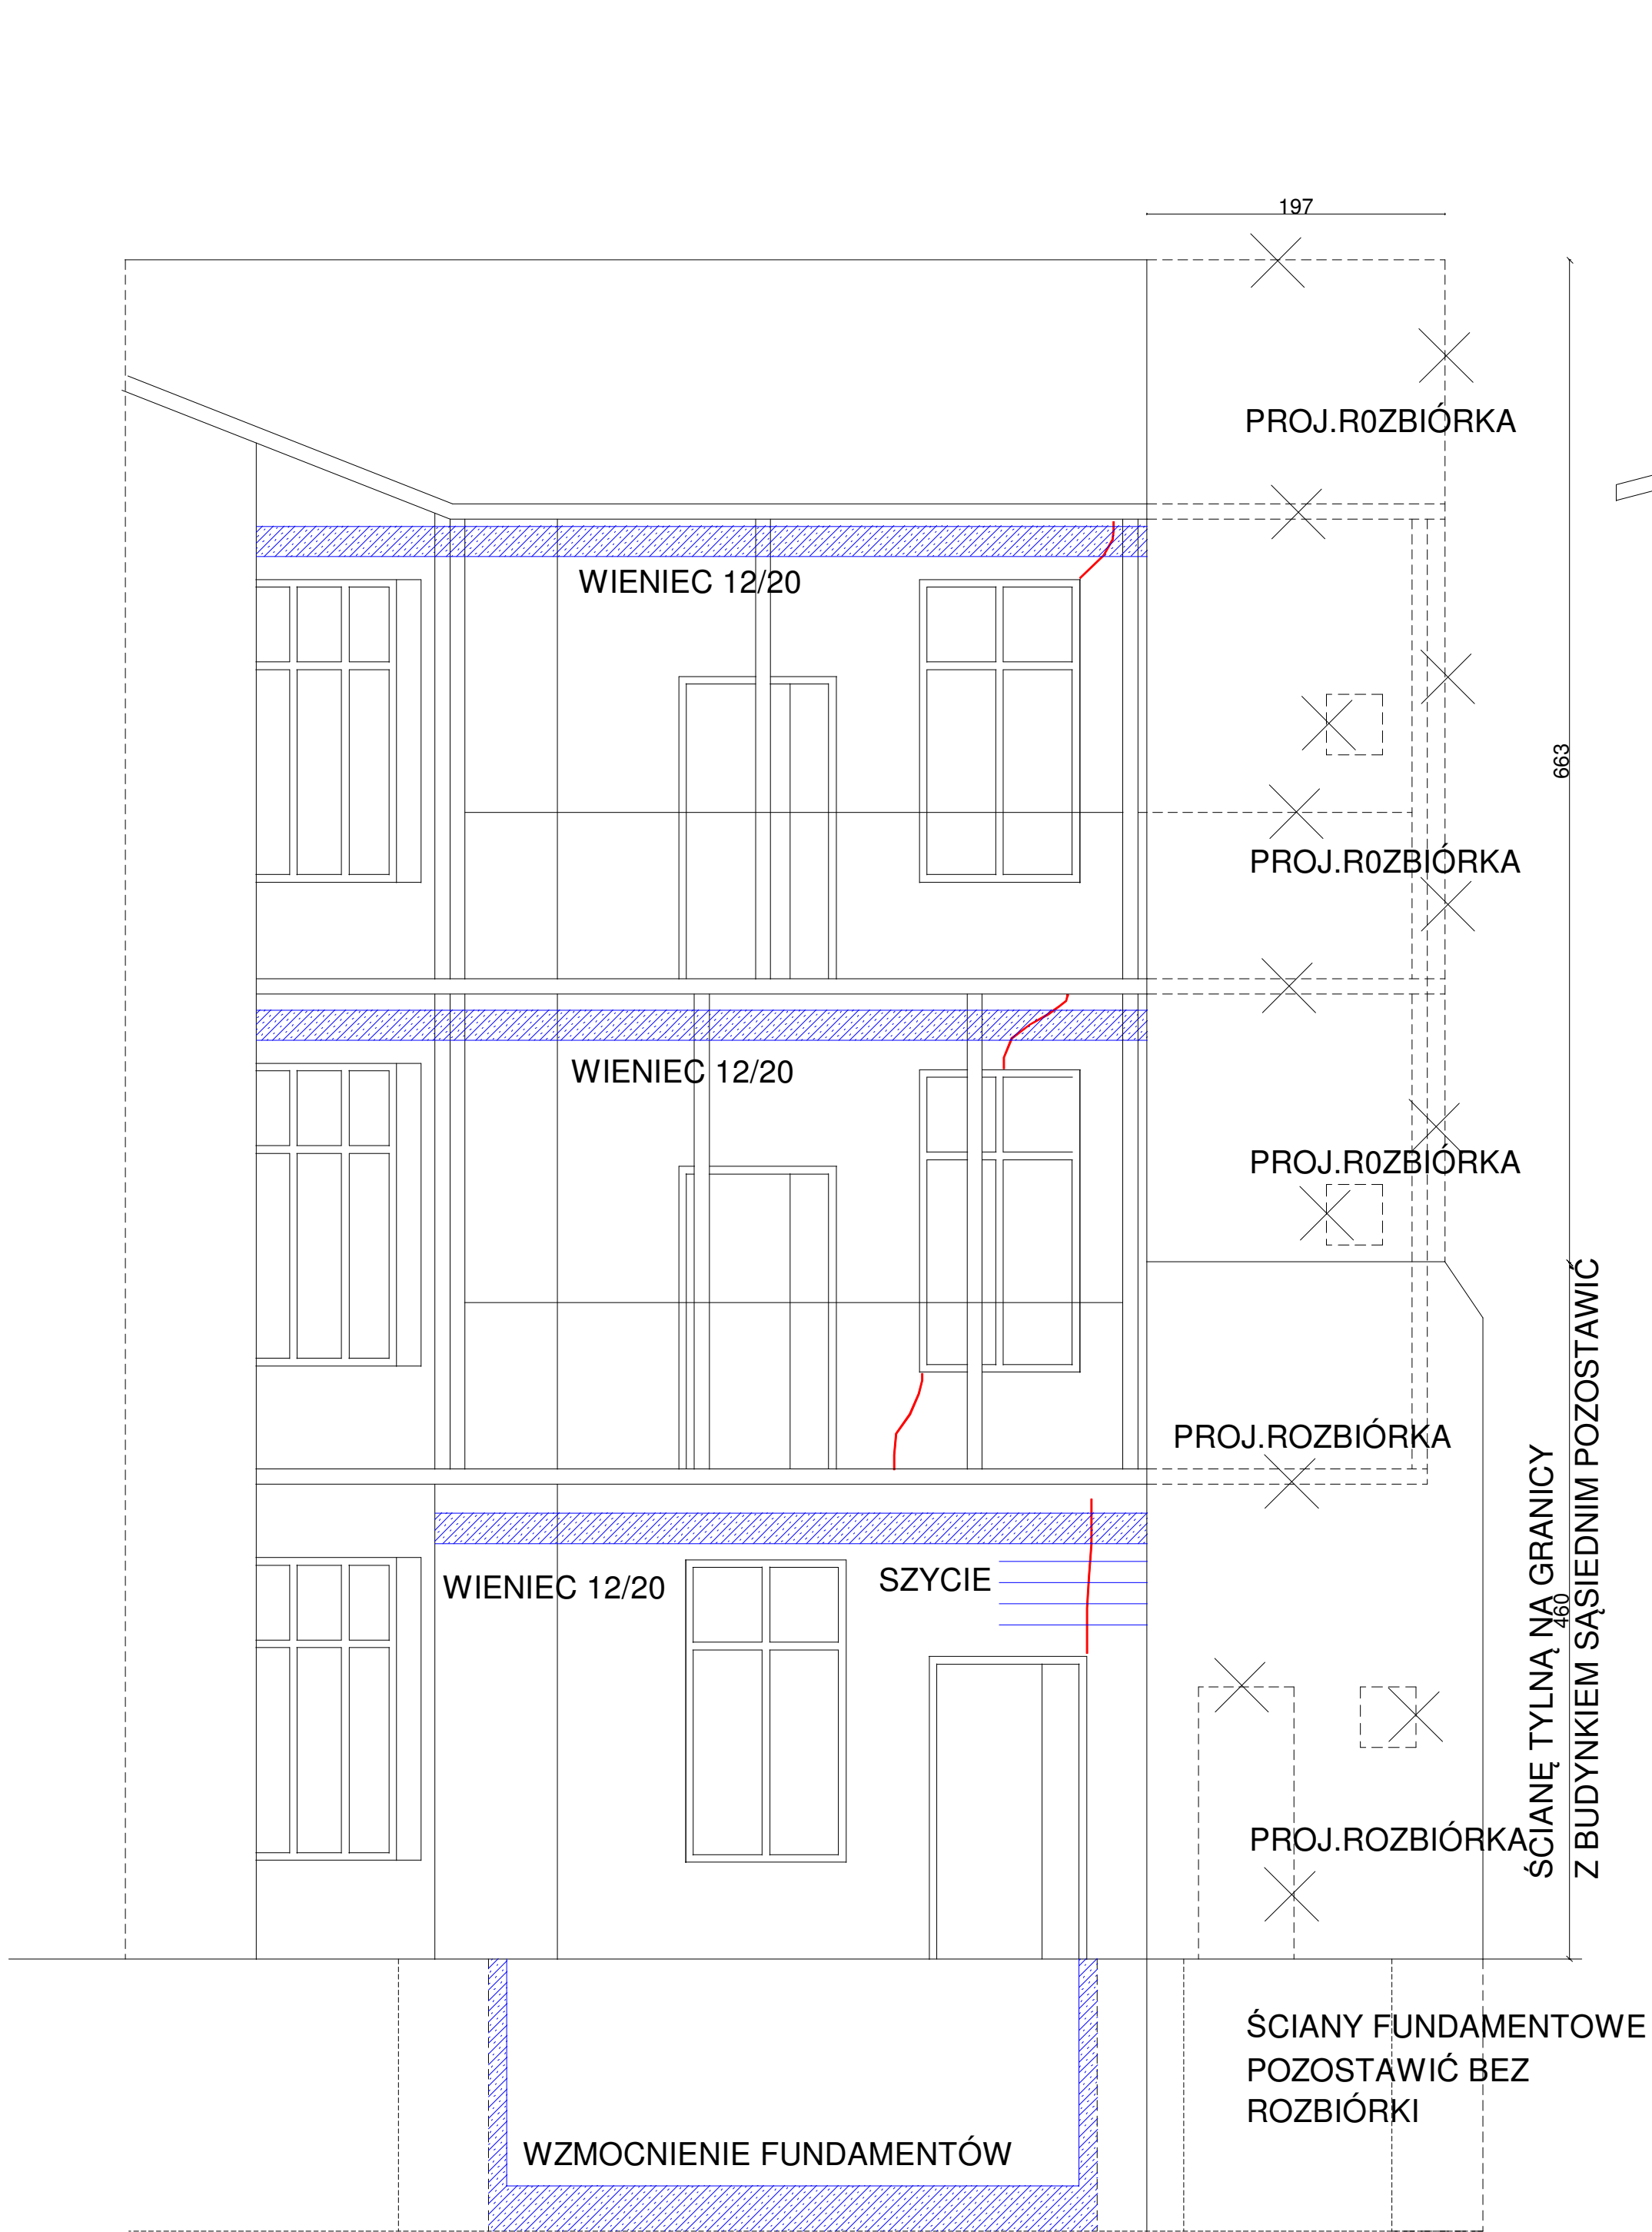 197
PROJ.R0ZBIÓRKA
WIENIEC 12/20
663
PROJ.R0ZBIÓRKA
WIENIEC 12/20
PROJ.R0ZBIÓRKA
PROJ.ROZBIÓRKA
SZYCIE
WIENIEC 12/20
460
ŚCIANĘ TYLNĄ NA GRANICY
Z BUDYNKIEM SĄSIEDNIM POZOSTAWIĆ
PROJ.ROZBIÓRKA
ŚCIANY FUNDAMENTOWE
POZOSTAWIĆ BEZ
ROZBIÓRKI
WZMOCNIENIE FUNDAMENTÓW